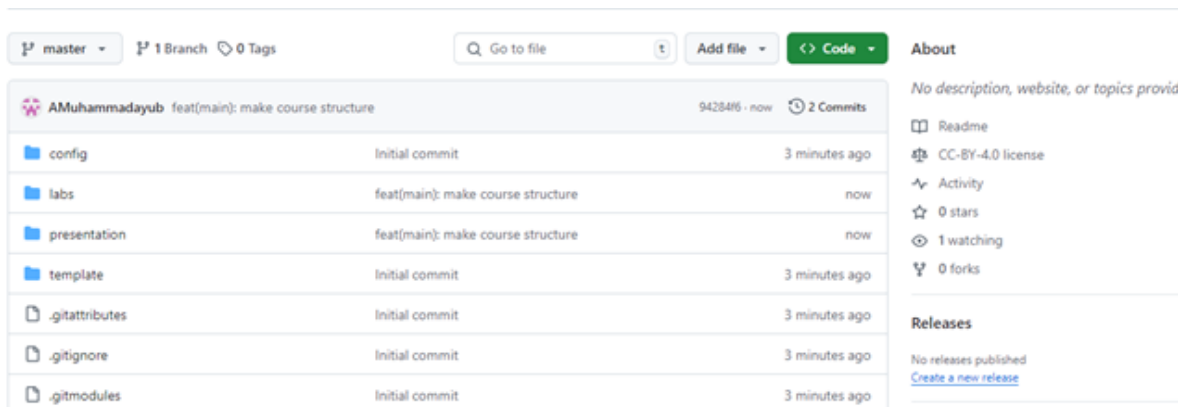 master 1 Branch 0 Tags Go to file t Add file Code
AMuhammadayub feat(main): make course structure 94284f6 · now 2 Commits
config Initial commit 3 minutes ago
labs feat(main): make course structure now
presentation feat(main): make course structure now
template Initial commit 3 minutes ago
.gitattributes Initial commit 3 minutes ago
.gitignore Initial commit 3 minutes ago
.gitmodules Initial commit 3 minutes ago
About
No description, website, or topics provid
Readme
CC-BY-4.0 license
Activity
0 stars
1 watching
0 forks
Releases
No releases published
Create a new release